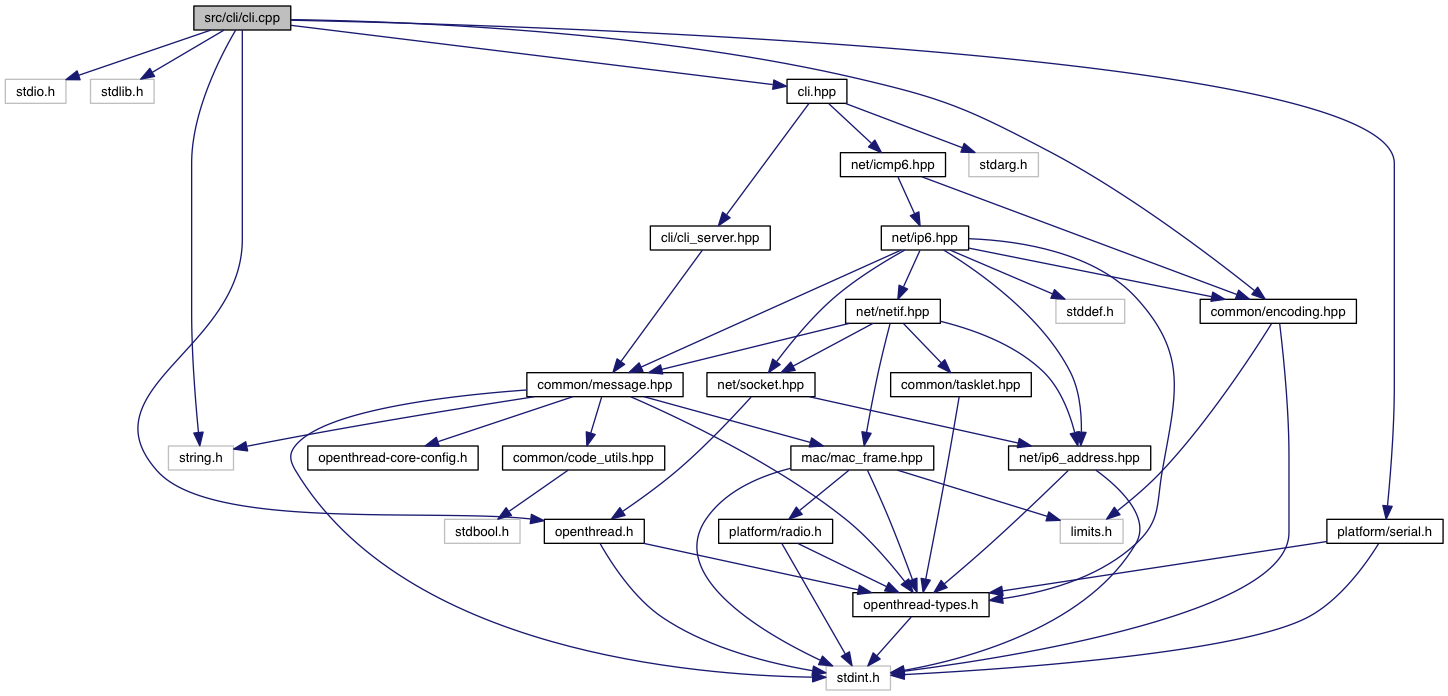 src/cli/cli.cpp
stdio.h
stdlib.h
cli.hpp
net/icmp6.hpp
stdarg.h
cli/cli_server.hpp
net/ip6.hpp
net/netif.hpp
stddef.h
common/encoding.hpp
common/message.hpp
net/socket.hpp
common/tasklet.hpp
string.h
openthread-core-config.h
common/code_utils.hpp
mac/mac_frame.hpp
net/ip6_address.hpp
stdbool.h
openthread.h
platform/radio.h
limits.h
platform/serial.h
openthread-types.h
stdint.h